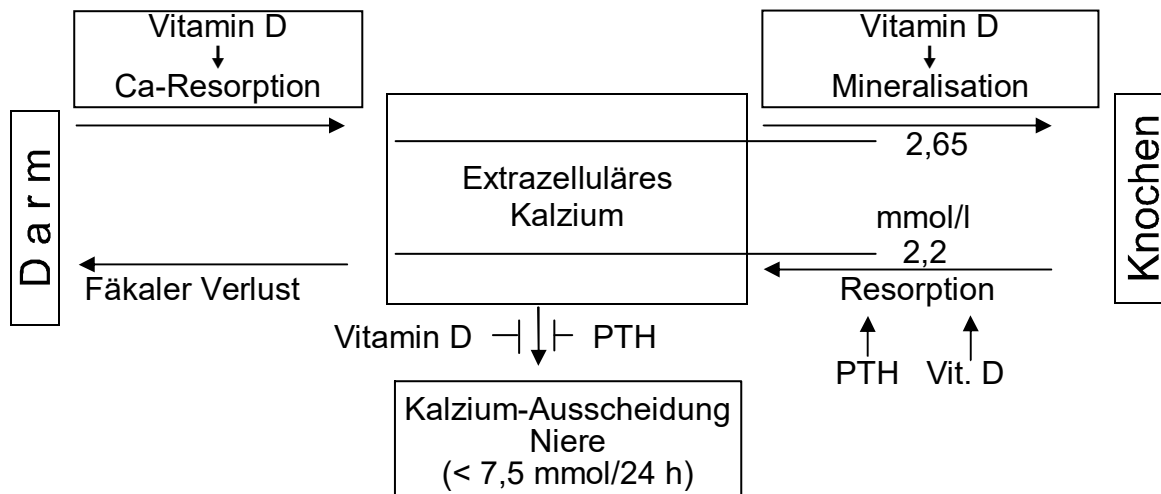 Vitamin D
Ca-Resorption
Vitamin D
Mineralisation
Darm
Extrazelluläres
Kalzium
2,65
mmol/l
2,2
Knochen
Fäkaler Verlust
Resorption
Vitamin D
PTH
PTH
Vit. D
Kalzium-Ausscheidung
Niere
(< 7,5 mmol/24 h)